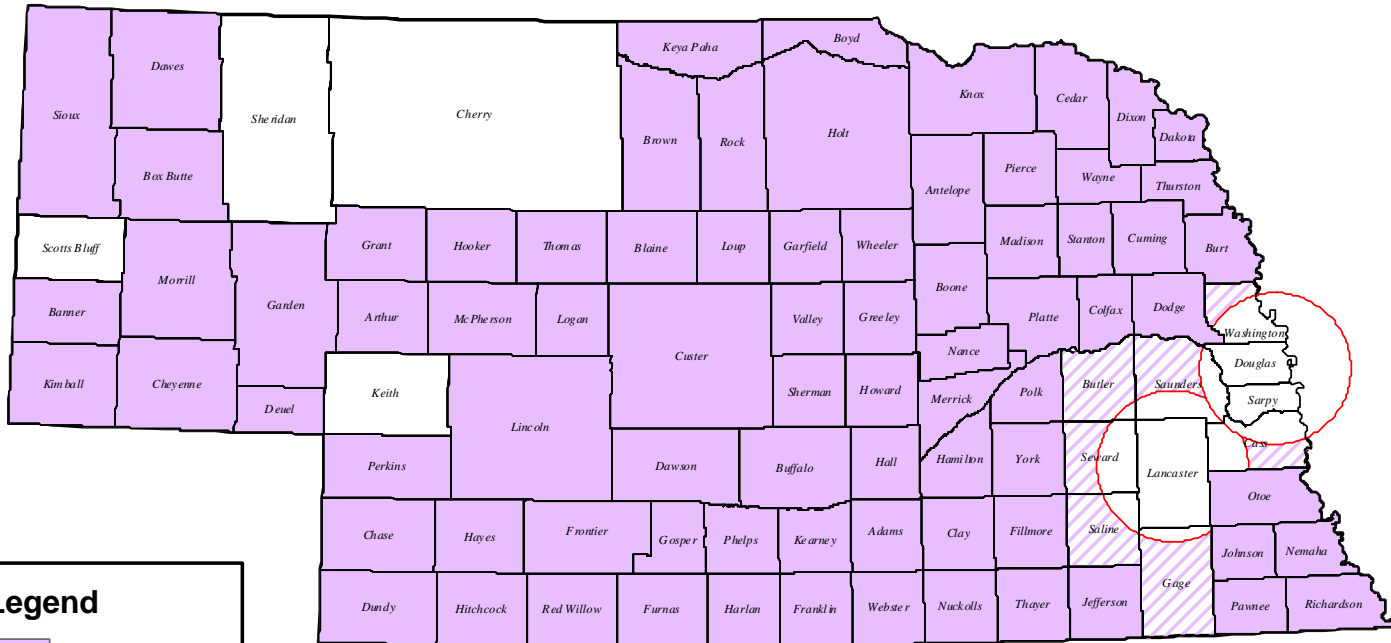 Keya Paha
Boyd
Dawes
Sioux
Sheridan
Cherry
Knox
Cedar
Dixon
Dakota
Brown
Rock
Holt
Box Butte
Antelope
Pierce
Wayne
Thurston
Scotts Bluff
Morrill
Grant
Hooker
Thomas
Blaine
Loup
Garfield
Wheeler
Madison
Stanton
Cuming
Burt
Banner
Garden
Arthur
McPherson
Logan
Custer
Valley
Greeley
Boone
Platte
Colfax
Dodge
Washington
Kimball
Cheyenne
Deuel
Keith
Lincoln
Sherman
Howard
Nance
Merrick
Polk
Butler
Saunders
Douglas
Sarpy
Perkins
Dawson
Buffalo
Hall
Hamilton
York
Seward
Lancaster
Cass
Otoe
Chase
Hayes
Frontier
Gosper
Phelps
Kearney
Adams
Clay
Fillmore
Saline
Johnson
Nemaha
Dundy
Hitchcock
Red Willow
Furnas
Harlan
Franklin
Webster
Nuckolls
Thayer
Jefferson
Gage
Pawnee
Richardson
Legend